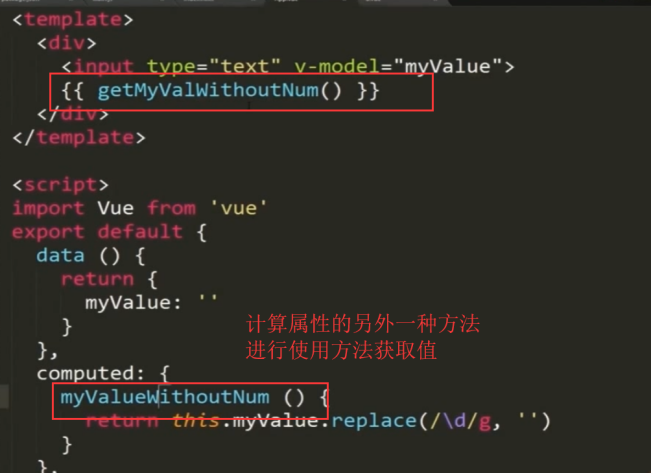 <template>
<div>
<input type="text" v-model="myValue">
{{ getMyValWithoutNum() }}
</div>
</template>
<script>
import Vue from 'vue'
export default {
data () {
return {
myValue: ''
}
},
计算属性的另外一种方法
进行使用方法获取值
computed: {
myValueWithoutNum () {
return this.myValue.replace(/\d/g, '')
}
},